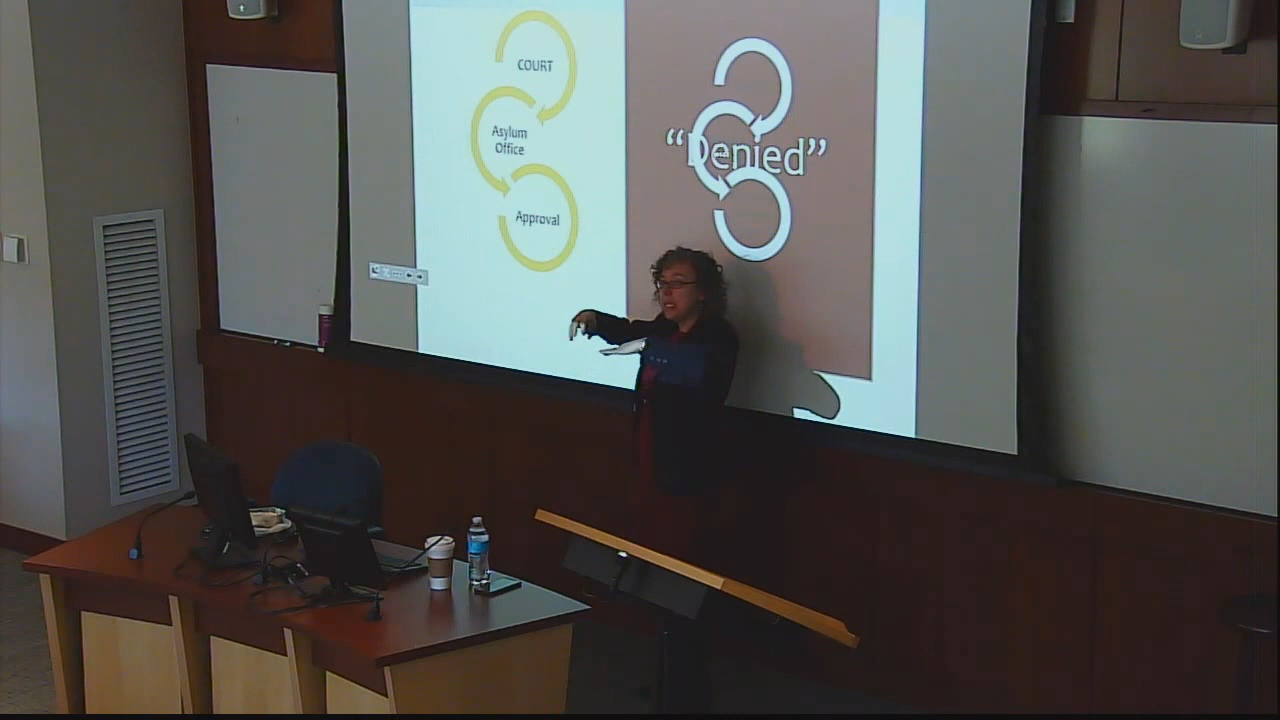 COURT
Asylum
Office
Approval
“Denied”